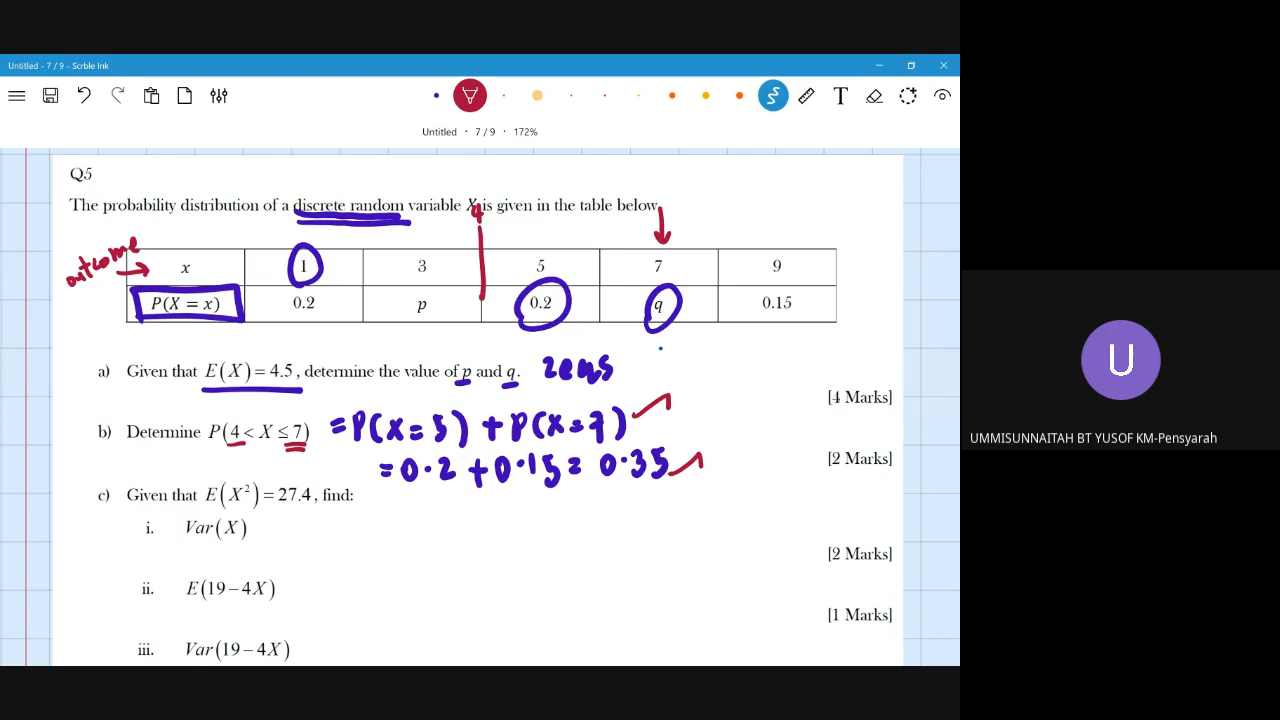 Untitled - 7 / 9 - Scrble Ink
T
Untitled • 7 / 9 • 172%
Q5
The probability distribution of a discrete random variable X is given in the table below.
4
outcome
x 1 3 5 7 9
P(X = x) 0.2 p 0.2 q 0.15
a) Given that E(X) = 4.5, determine the value of p and q. 2 eqs
[4 Marks]
b) Determine P(4 < X ≤ 7) = P(X = 5) + P(X = 7)
= 0.2 + 0.15 = 0.35
[2 Marks]
c) Given that E(X²) = 27.4, find:
i. Var(X)
[2 Marks]
ii. E(19 – 4X)
[1 Marks]
iii. Var(19 – 4X)
U
UMMISUNNAITAH BT YUSOF KM-Pensyarah